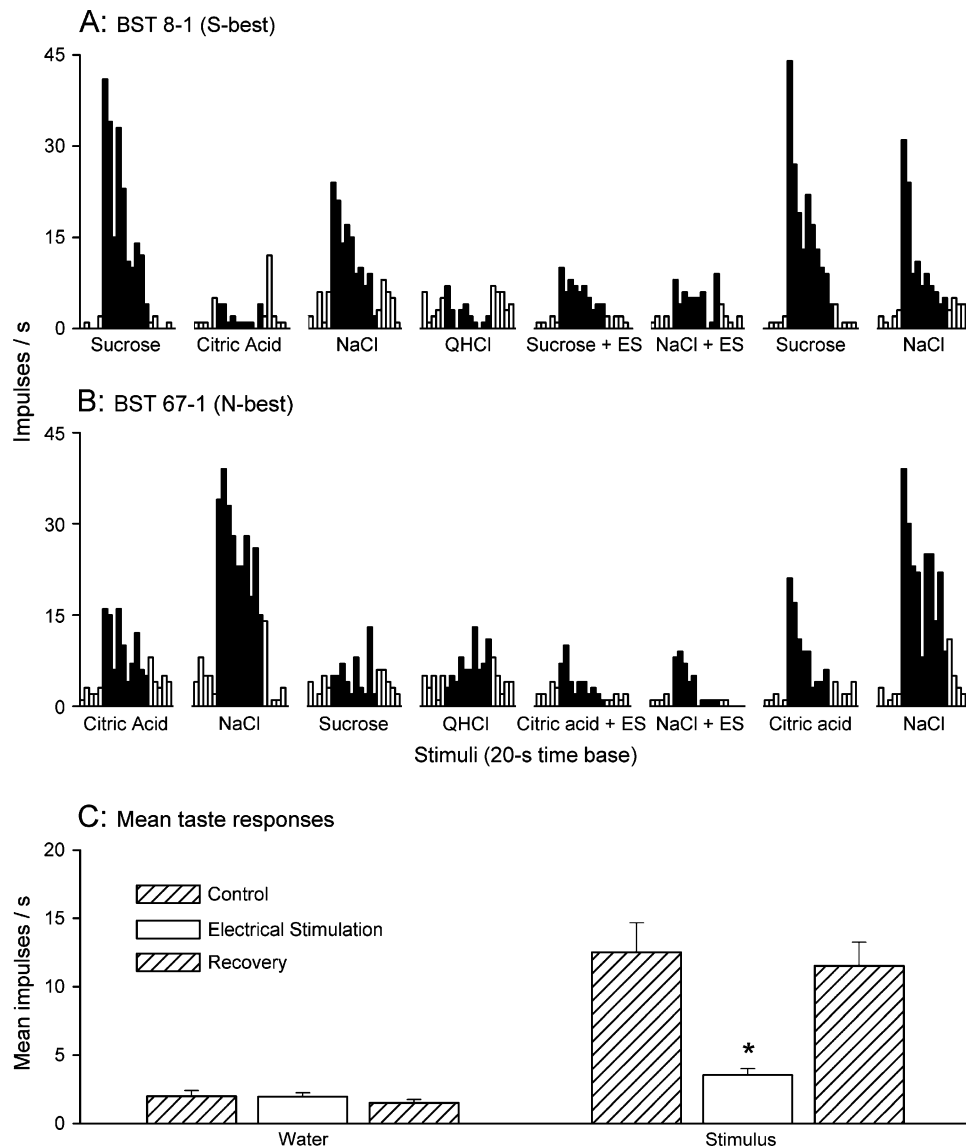 A: BST 8-1 (S-best)
45
30
15
0
Sucrose Citric Acid NaCl QHCl Sucrose + ES NaCl + ES Sucrose NaCl
Impulses / s
B: BST 67-1 (N-best)
45
30
15
0
Citric Acid NaCl Sucrose QHCl Citric acid + ES NaCl + ES Citric acid NaCl
Stimuli (20-s time base)
C: Mean taste responses
20
15
10
5
0
Mean impulses / s
Control
Electrical Stimulation
Recovery
*
Water Stimulus